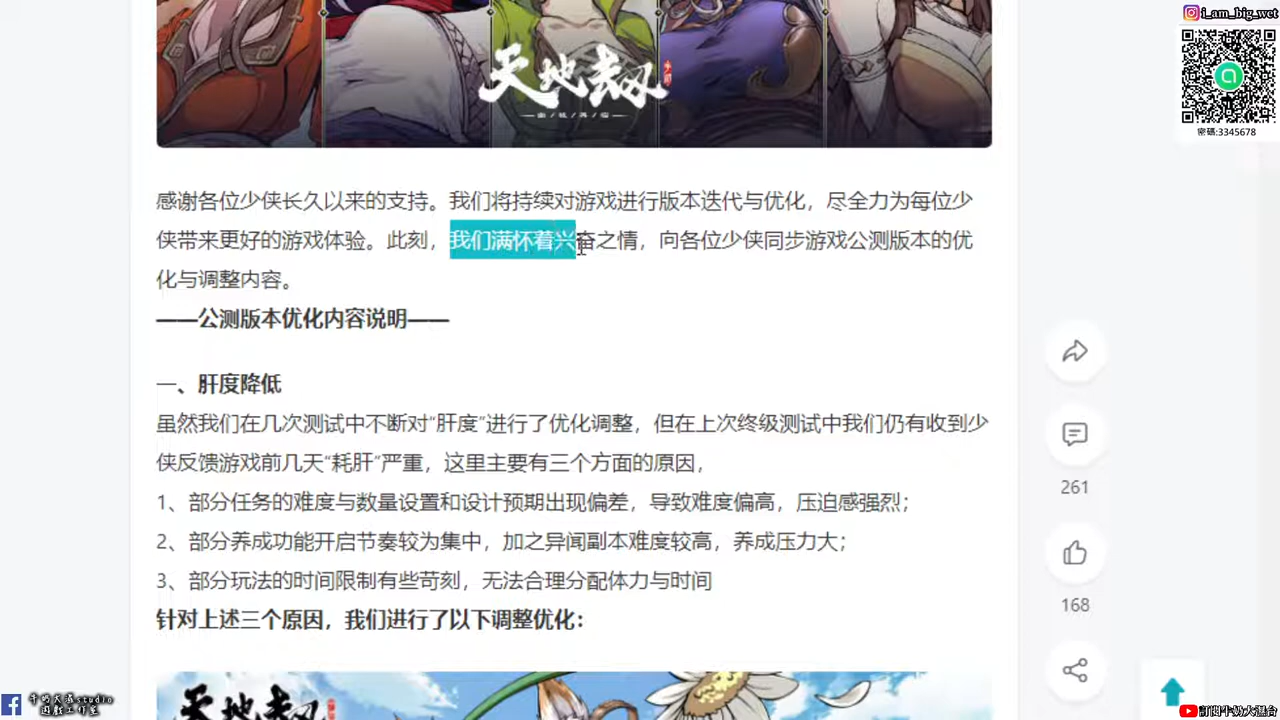 i_am_big_wet
密碼:3345678
天地劫
感谢各位少侠长久以来的支持。我们将持续对游戏进行版本迭代与优化，尽全力为每位少
侠带来更好的游戏体验。此刻，我们满怀着兴奋之情，向各位少侠同步游戏公测版本的优
化与调整内容。
——公测版本优化内容说明——
一、肝度降低
虽然我们在几次测试中不断对“肝度”进行了优化调整，但在上次终级测试中我们仍有收到少
侠反馈游戏前几天“耗肝”严重，这里主要有三个方面的原因，
1、部分任务的难度与数量设置和设计预期出现偏差，导致难度偏高，压迫感强烈；
2、部分养成功能开启节奏较为集中，加之异闻副本难度较高，养成压力大；
3、部分玩法的时间限制有些苛刻，无法合理分配体力与时间
针对上述三个原因，我们进行了以下调整优化：
261
168
天地劫